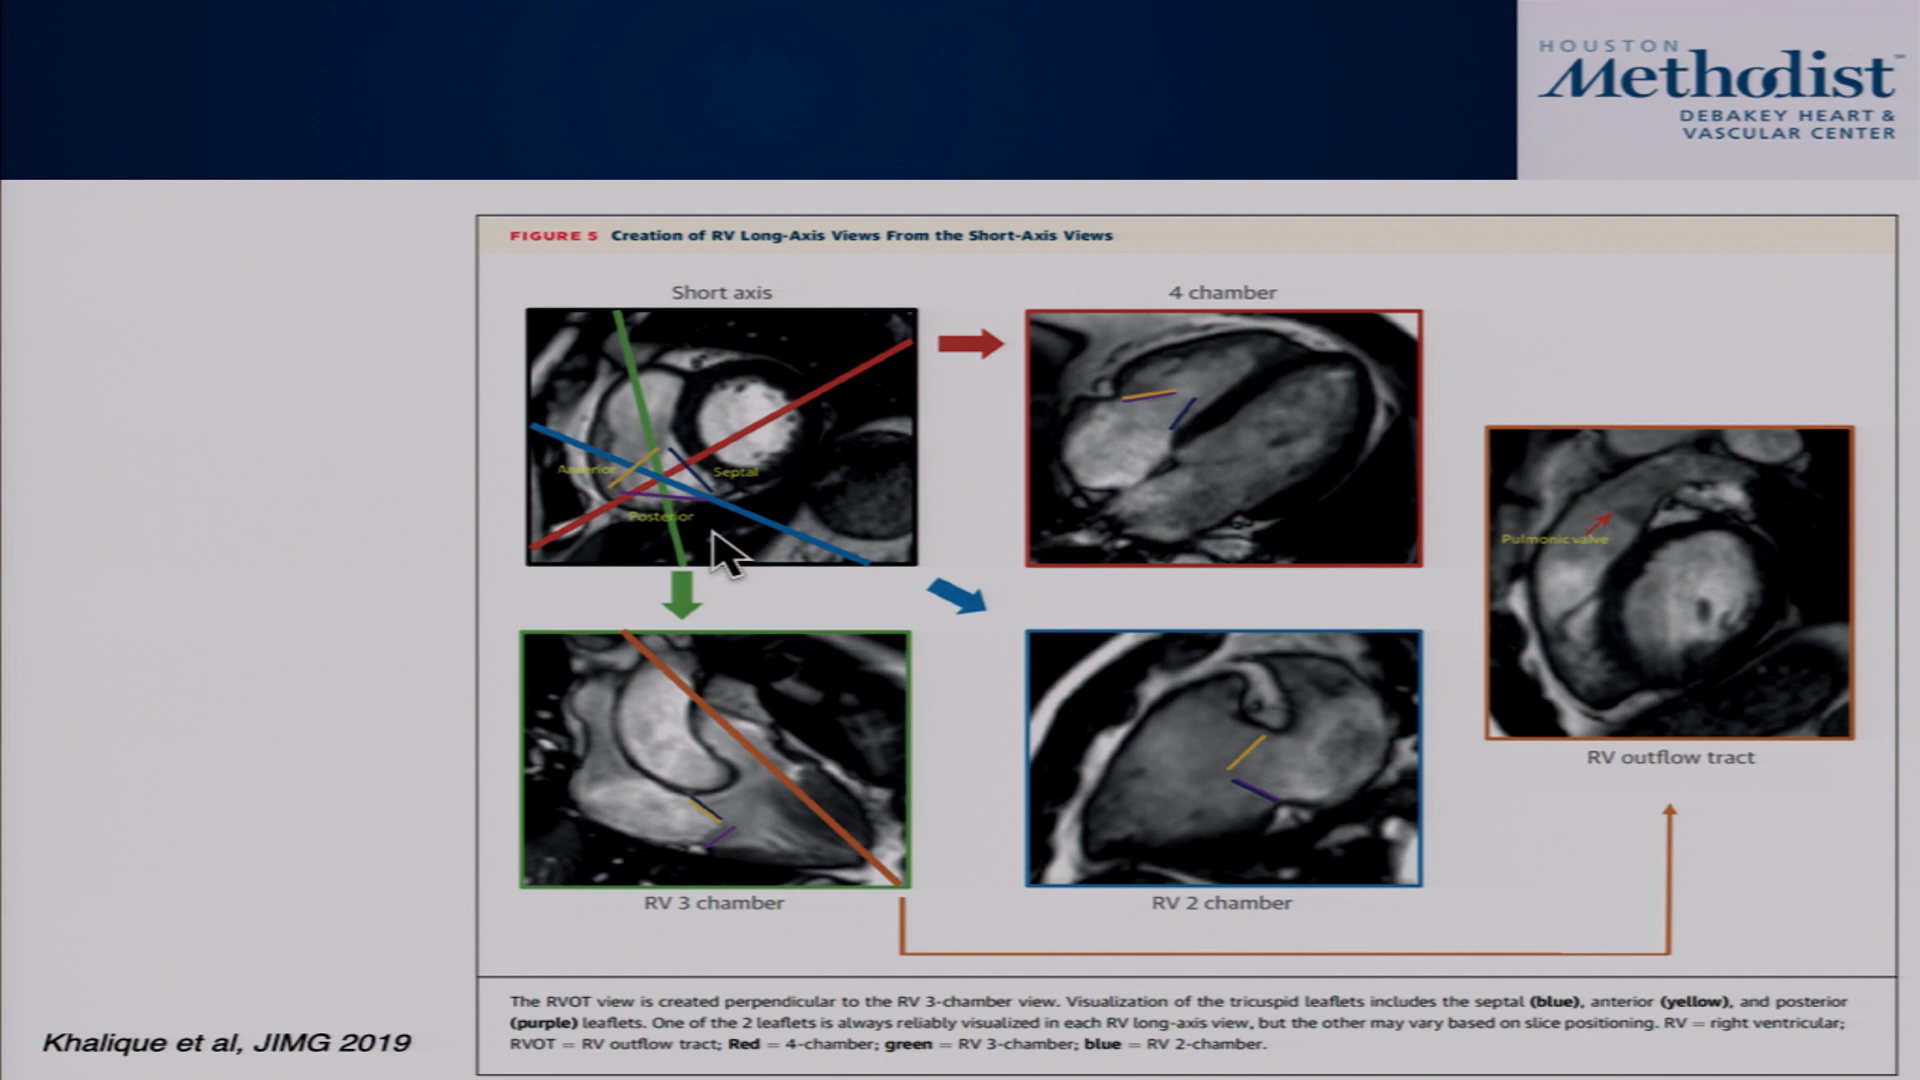 HOUSTON
Methodist
DEBAKEY HEART &
VASCULAR CENTER
FIGURE 5 Creation of RV Long-Axis Views From the Short-Axis Views
Short axis
4 chamber
Anterior
Septal
Posterior
Pulmonic valve
RV outflow tract
RV 3 chamber
RV 2 chamber
The RVOT view is created perpendicular to the RV 3-chamber view. Visualization of the tricuspid leaflets includes the septal (blue), anterior (yellow), and posterior
(purple) leaflets. One of the 2 leaflets is always reliably visualized in each RV long-axis view, but the other may vary based on slice positioning. RV = right ventricular;
RVOT = RV outflow tract; Red = 4-chamber; green = RV 3-chamber; blue = RV 2-chamber.
Khalique et al, JIMG 2019